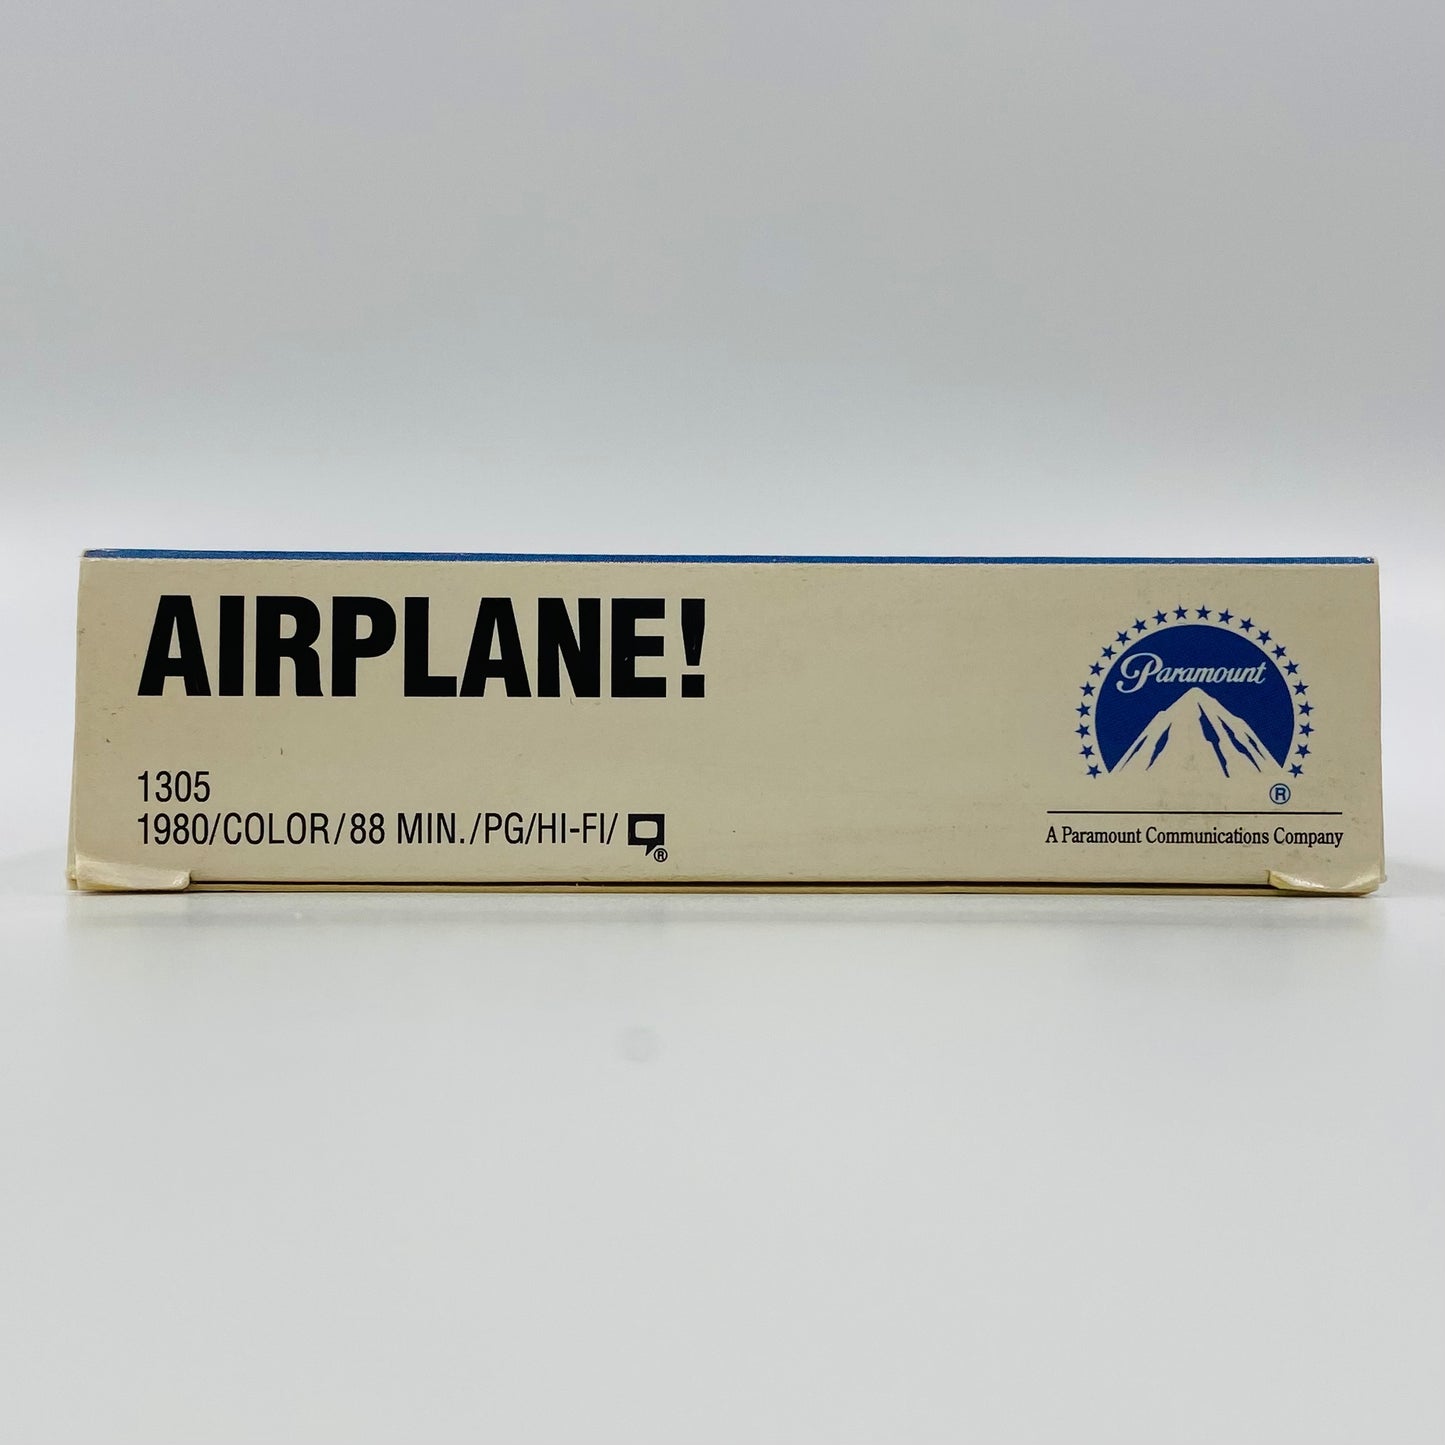 AIRPLANE!
1305
1980/COLOR/88 MIN./PG/HI-FI/
®
Paramount
®
A Paramount Communications Company